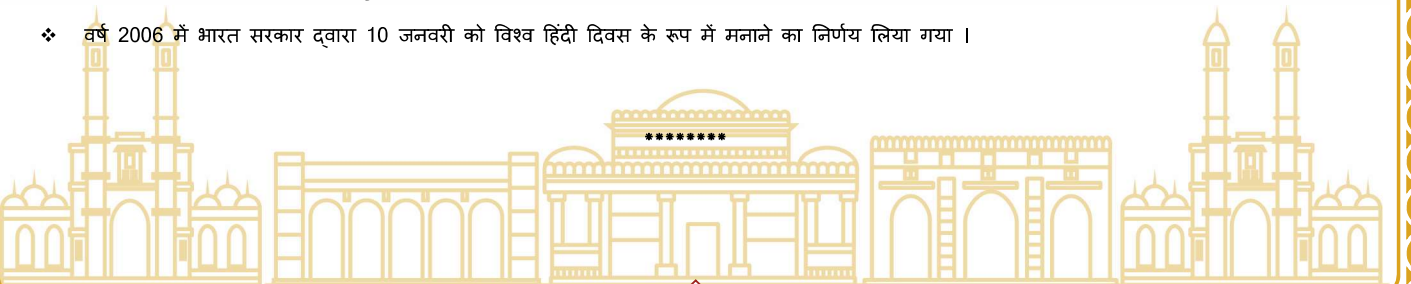 ❖ वर्ष 2006 में भारत सरकार द्वारा 10 जनवरी को विश्व हिंदी दिवस के रूप में मनाने का निर्णय लिया गया ।
********